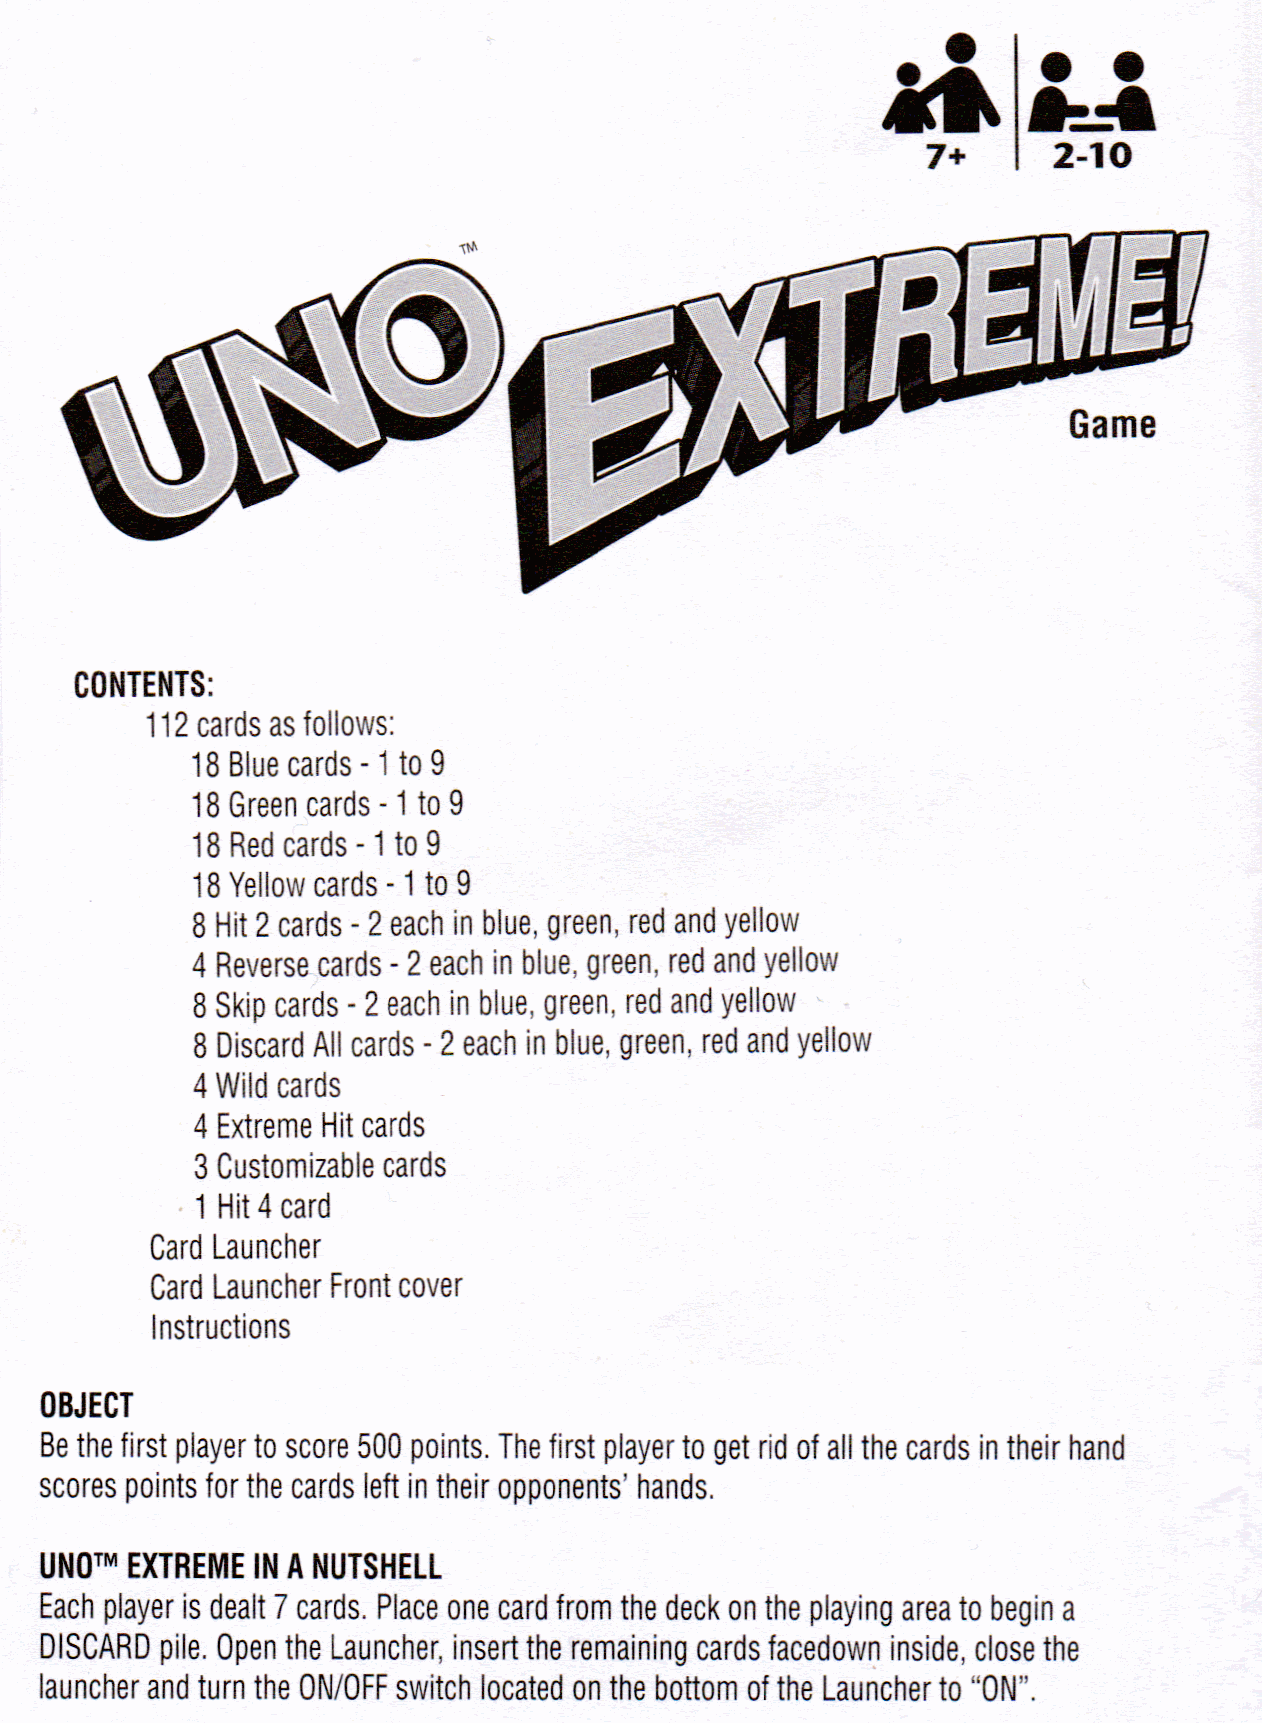 7+
2-10
UNO™ EXTREME!
Game
CONTENTS:
112 cards as follows:
18 Blue cards - 1 to 9
18 Green cards - 1 to 9
18 Red cards - 1 to 9
18 Yellow cards - 1 to 9
8 Hit 2 cards - 2 each in blue, green, red and yellow
4 Reverse cards - 2 each in blue, green, red and yellow
8 Skip cards - 2 each in blue, green, red and yellow
8 Discard All cards - 2 each in blue, green, red and yellow
4 Wild cards
4 Extreme Hit cards
3 Customizable cards
1 Hit 4 card
Card Launcher
Card Launcher Front cover
Instructions
OBJECT
Be the first player to score 500 points. The first player to get rid of all the cards in their hand
scores points for the cards left in their opponents' hands.
UNO™ EXTREME IN A NUTSHELL
Each player is dealt 7 cards. Place one card from the deck on the playing area to begin a
DISCARD pile. Open the Launcher, insert the remaining cards facedown inside, close the
launcher and turn the ON/OFF switch located on the bottom of the Launcher to “ON”.